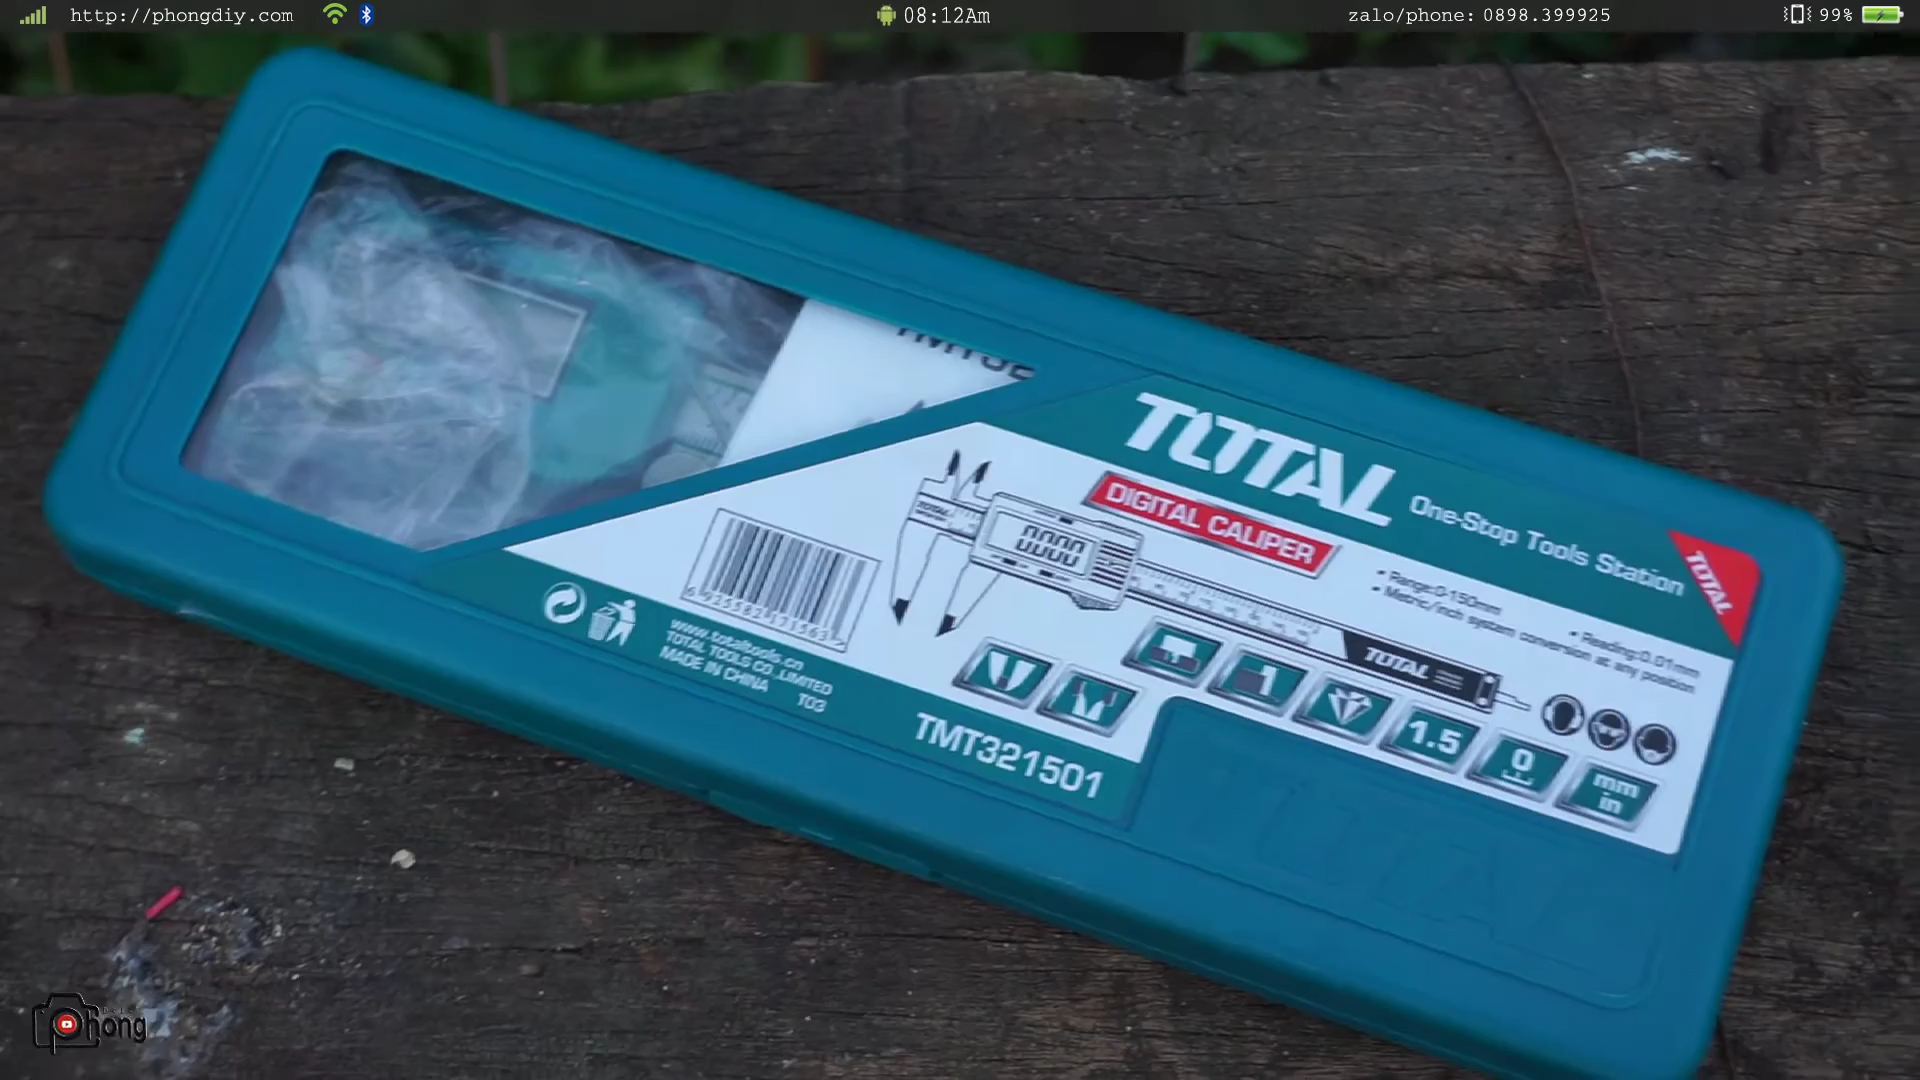 http://phongdiy.com
08:12Am
zalo/phone: 0898.399925
99%
TOTAL
One-Stop Tools Station
TOTAL
DIGITAL CALIPER
• Range:0-150mm
• Reading:0.01mm
• Metric/inch system conversion at any position
TOTAL
0.000
TOTAL
1.5
0
mm
in
www.totaltools.cn
TOTAL TOOLS CO.,LIMITED
MADE IN CHINA
T03
TMT321501
Phong